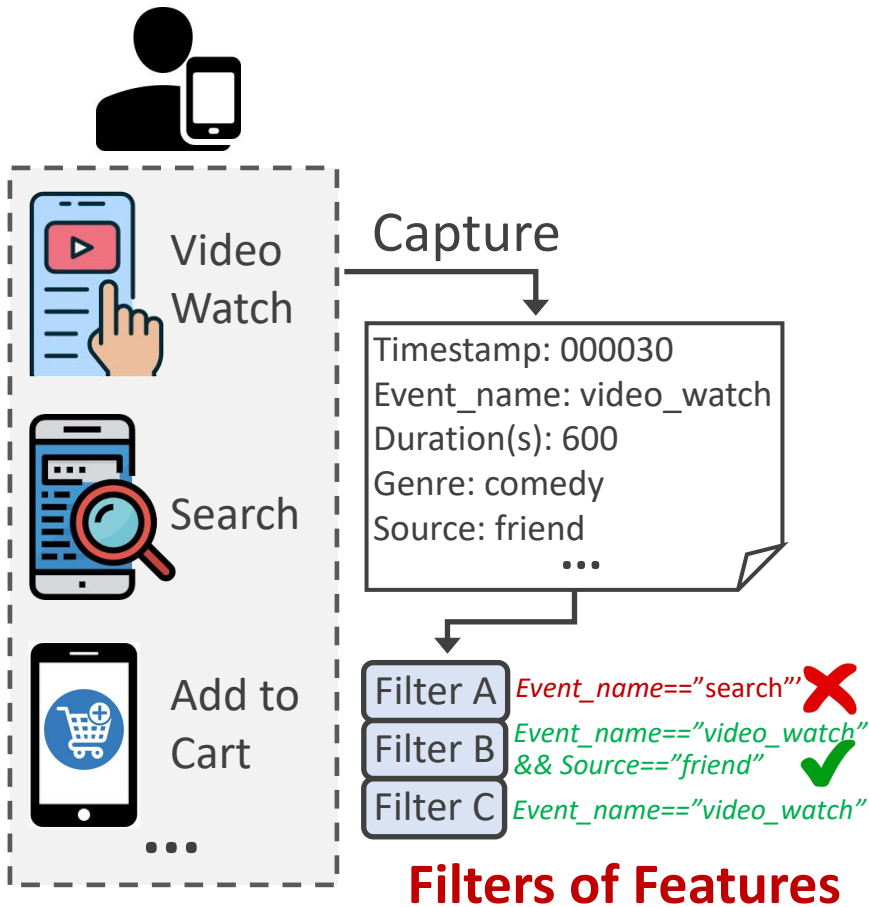 Video
Watch
Search
Add to
Cart
...
Capture
Timestamp: 000030
Event_name: video_watch
Duration(s): 600
Genre: comedy
Source: friend
...
Filter A Event_name==”search”’
Filter B Event_name==”video_watch”
&& Source==”friend”
Filter C Event_name==”video_watch”
Filters of Features